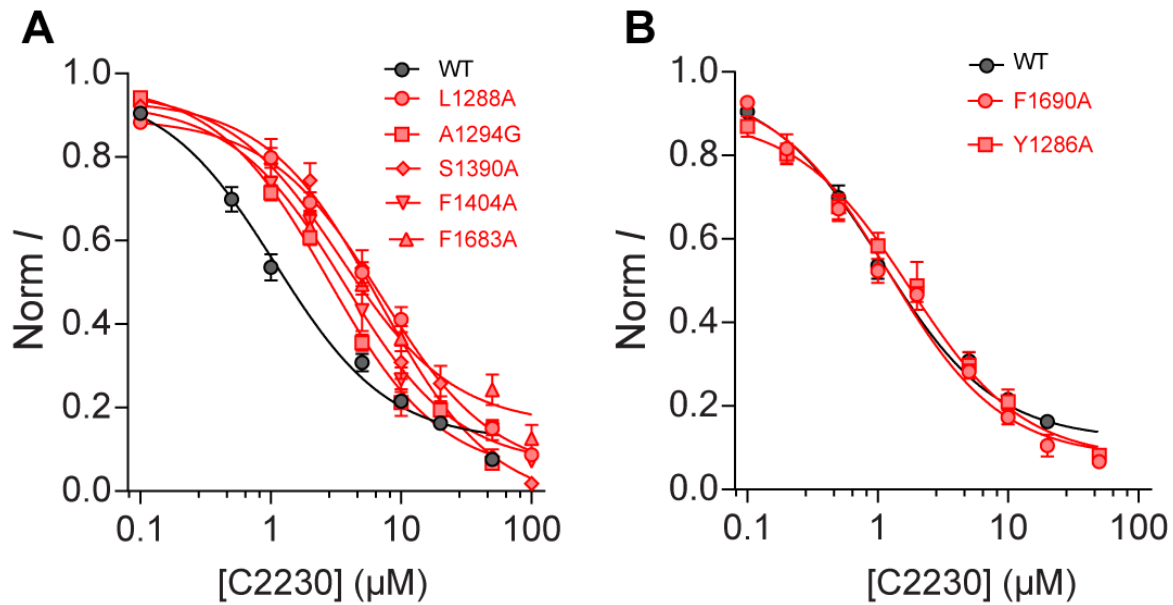 A
WT
L1288A
A1294G
S1390A
F1404A
F1683A
Norm I
1.0
0.8
0.6
0.4
0.2
0.0
0.1
1
10
100
[C2230] (µM)
B
WT
F1690A
Y1286A
Norm I
1.0
0.8
0.6
0.4
0.2
0.0
0.1
1
10
100
[C2230] (µM)